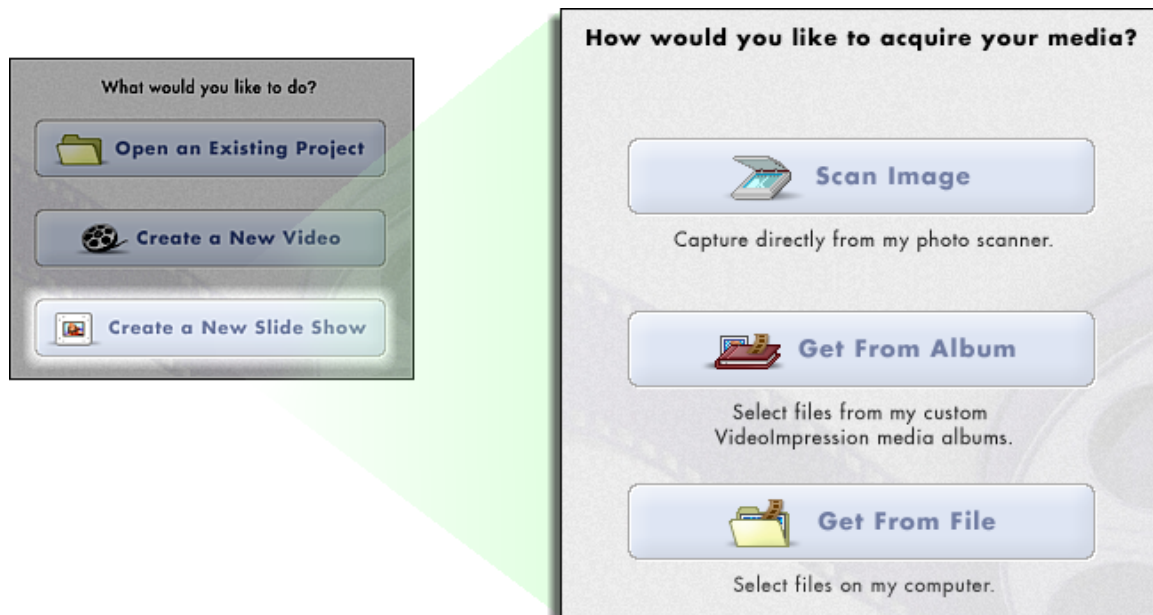 What would you like to do?
Open an Existing Project
Create a New Video
Create a New Slide Show
How would you like to acquire your media?
Scan Image
Capture directly from my photo scanner.
Get From Album
Select files from my custom
VideoImpression media albums.
Get From File
Select files on my computer.